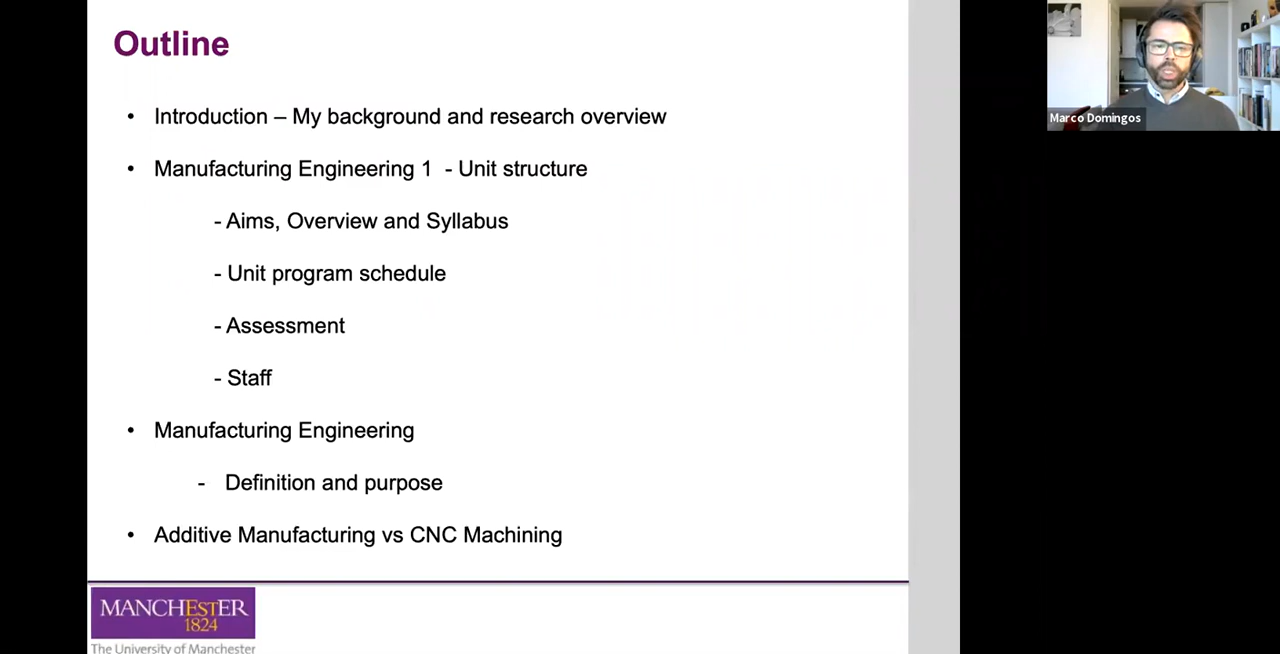 Outline
• Introduction – My background and research overview
• Manufacturing Engineering 1 - Unit structure
- Aims, Overview and Syllabus
- Unit program schedule
- Assessment
- Staff
• Manufacturing Engineering
- Definition and purpose
• Additive Manufacturing vs CNC Machining
MANCHESTER
1824
The University of Manchester
Marco Domingos